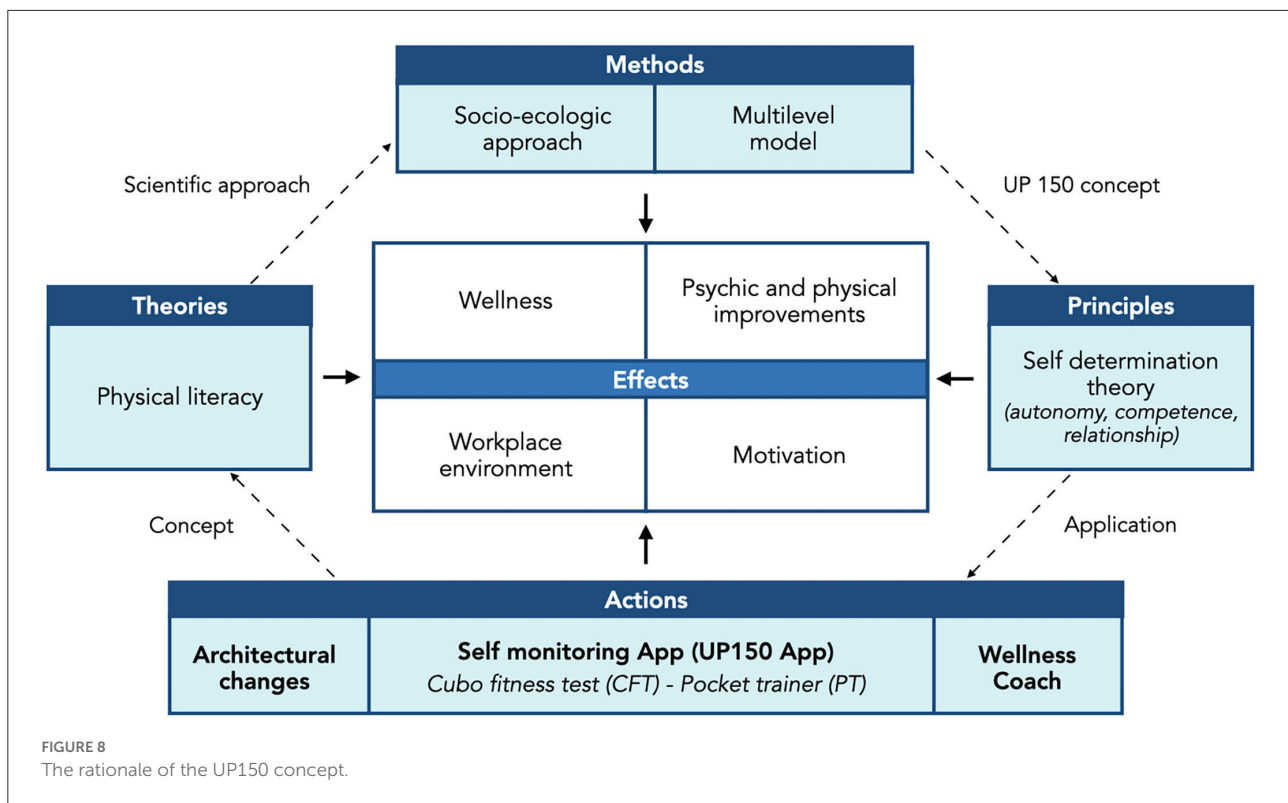 Methods
Socio-ecologic
approach
Multilevel
model
Scientific approach
UP 150 concept
Theories
Physical literacy
Wellness
Psychic and physical
improvements
Effects
Workplace
environment
Motivation
Principles
Self determination
theory
(autonomy, competence,
relationship)
Concept
Application
Actions
Architectural
changes
Self monitoring App (UP150 App)
Cubo fitness test (CFT) - Pocket trainer (PT)
Wellness
Coach
FIGURE 8
The rationale of the UP150 concept.